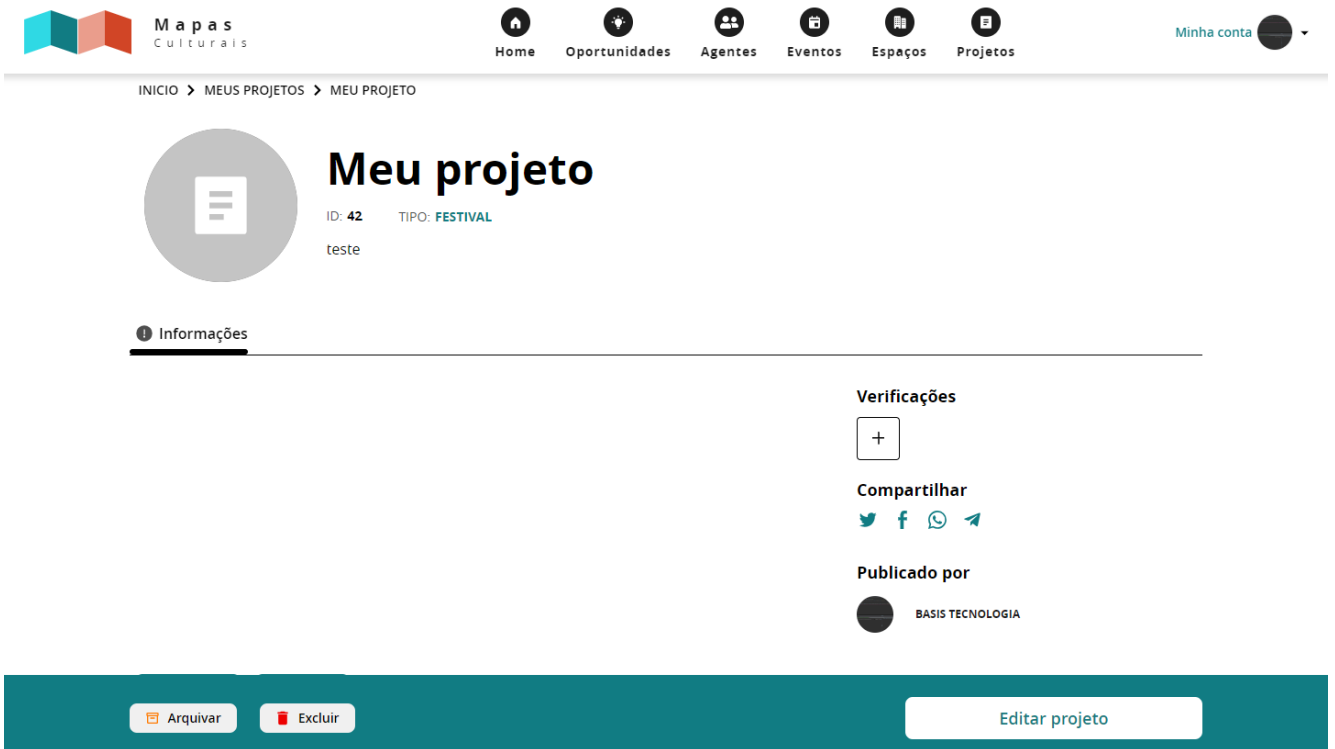 Mapas
Culturais
Home
Oportunidades
Agentes
Eventos
Espaços
Projetos
Minha conta
INICIO > MEUS PROJETOS > MEU PROJETO
Meu projeto
ID: 42 TIPO: FESTIVAL
teste
Informações
Verificações
+
Compartilhar
Publicado por
BASIS TECNOLOGIA
Arquivar
Excluir
Editar projeto